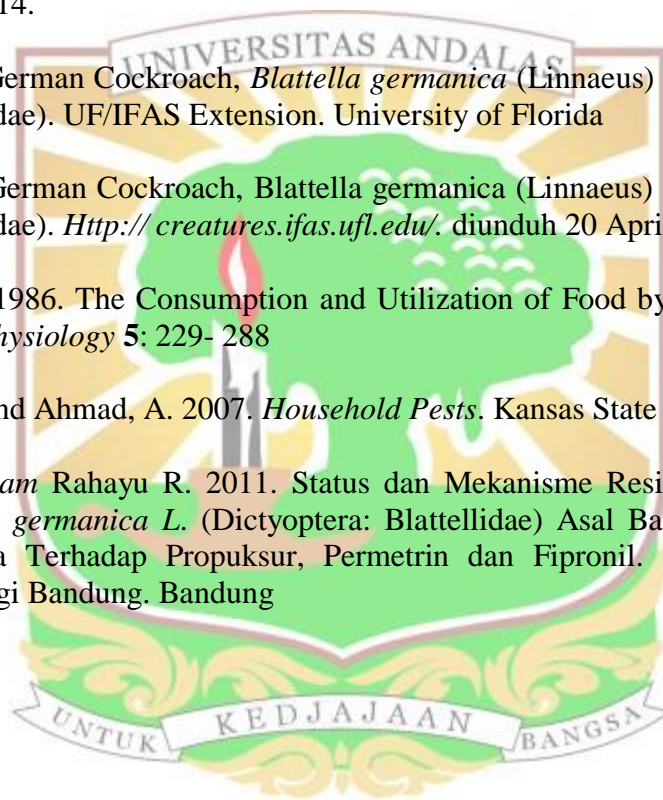 14.
UNIVERSITAS ANDALAS
German Cockroach, Blattella germanica (Linnaeus)
dae). UF/IFAS Extension. University of Florida
German Cockroach, Blattella germanica (Linnaeus)
dae). Http:// creatures.ifas.ufl.edu/. diunduh 20 Apri
1986. The Consumption and Utilization of Food by
hysiology 5: 229- 288
nd Ahmad, A. 2007. Household Pests. Kansas State
am Rahayu R. 2011. Status dan Mekanisme Resi
germanica L. (Dictyoptera: Blattellidae) Asal Ba
a Terhadap Propuksur, Permetrin dan Fipronil.
gi Bandung. Bandung
UNTUK KEDJAJAAN BANGSA